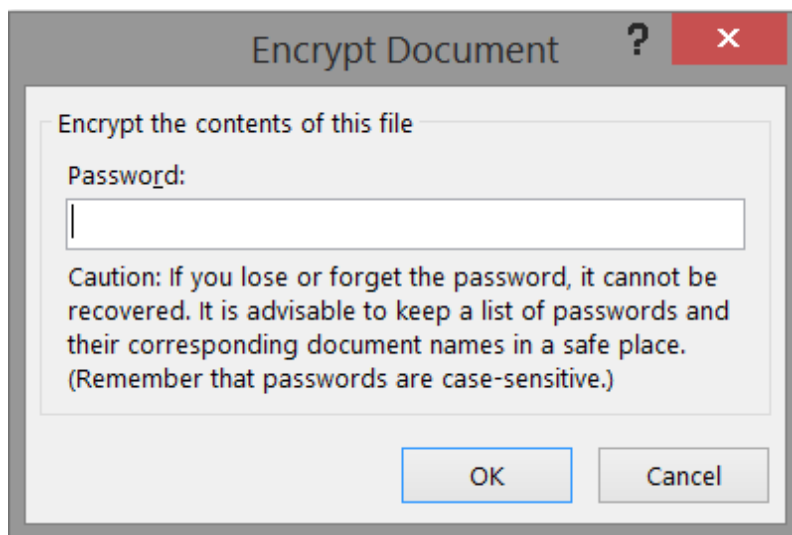 Encrypt Document ? x
Encrypt the contents of this file
Password:
Caution: If you lose or forget the password, it cannot be
recovered. It is advisable to keep a list of passwords and
their corresponding document names in a safe place.
(Remember that passwords are case-sensitive.)
OK Cancel